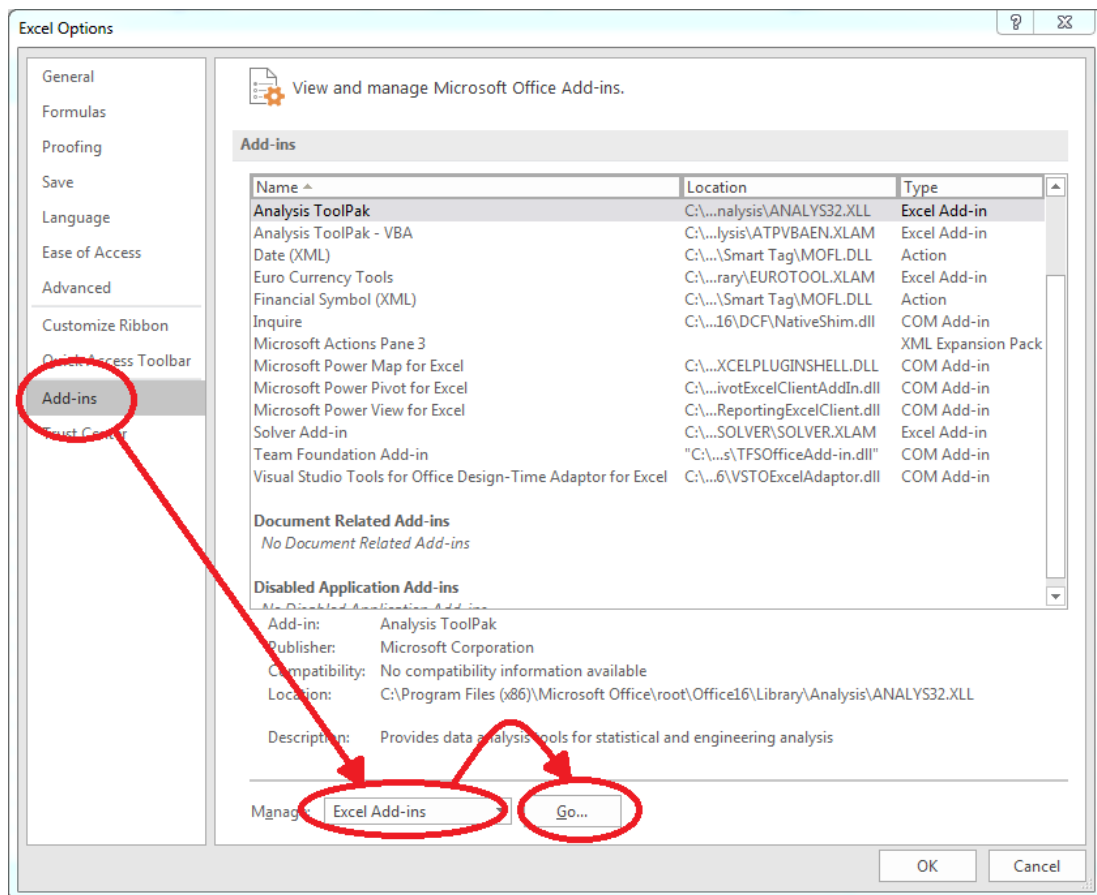 Excel Options
General
Formulas
Proofing
Save
Language
Ease of Access
Advanced
Customize Ribbon
Quick Access Toolbar
Add-ins
Trust Center
View and manage Microsoft Office Add-ins.
Add-ins
Name Location Type
Analysis ToolPak C:\...nalysis\ANALYS32.XLL Excel Add-in
Analysis ToolPak - VBA C:\...lysis\ATPVBAEN.XLAM Excel Add-in
Date (XML) C:\...\Smart Tag\MOFL.DLL Action
Euro Currency Tools C:\...rary\EUROTOOL.XLAM Excel Add-in
Financial Symbol (XML) C:\...\Smart Tag\MOFL.DLL Action
Inquire C:\...16\DCF\NativeShim.dll COM Add-in
Microsoft Actions Pane 3 XML Expansion Pack
Microsoft Power Map for Excel C:\...XCELPLUGINSHELL.DLL COM Add-in
Microsoft Power Pivot for Excel C:\...ivotExcelClientAddIn.dll COM Add-in
Microsoft Power View for Excel C:\...ReportingExcelClient.dll COM Add-in
Solver Add-in C:\...SOLVER\SOLVER.XLAM Excel Add-in
Team Foundation Add-in "C:\...s\TFSOfficeAdd-in.dll" COM Add-in
Visual Studio Tools for Office Design-Time Adaptor for Excel C:\...6\VSTOExcelAdaptor.dll COM Add-in
Document Related Add-ins
No Document Related Add-ins
Disabled Application Add-ins
No Disabled Application Add-ins
Add-in: Analysis ToolPak
Publisher: Microsoft Corporation
Compatibility: No compatibility information available
Location: C:\Program Files (x86)\Microsoft Office\root\Office16\Library\Analysis\ANALYS32.XLL
Description: Provides data analysis tools for statistical and engineering analysis
Manage: Excel Add-ins Go...
OK Cancel